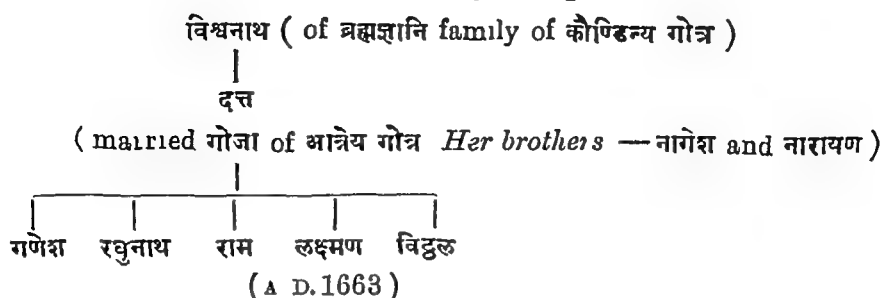 विश्वनाथ ( of ब्रह्मज्ञानि family of कौण्डिन्य गोत्र )
दत्त
( married गोजा of आत्रेय गोत्र Her brothers — नागेश and नारायण )
गणेश रघुनाथ राम लक्ष्मण विठ्ठल
( A D. 1663 )